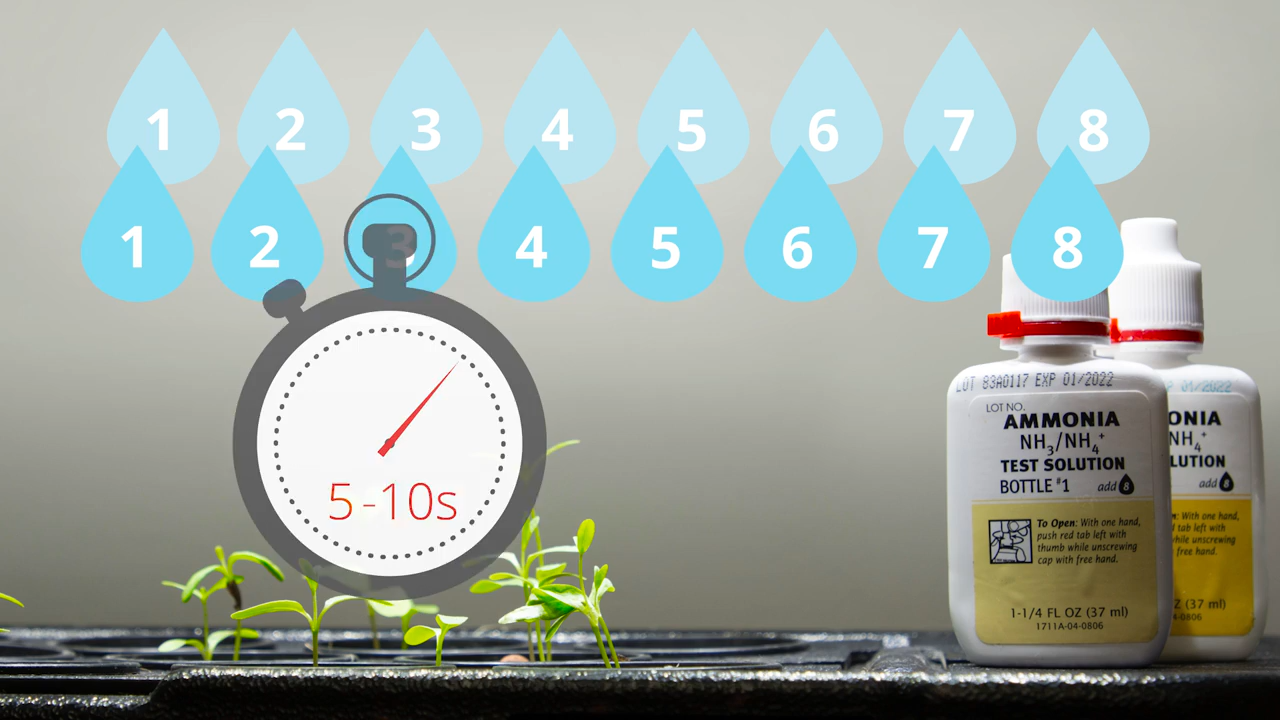 1 2 3 4 5 6 7 8
1 2 3 4 5 6 7 8
5-10s
LOT 83A0117 EXP 01/2022
LOT NO.
AMMONIA
NH3/NH4+
TEST SOLUTION
BOTTLE #1 add 8
To Open: With one hand,
push red tab left with
thumb while unscrewing
cap with free hand.
1-1/4 FL OZ (37 ml)
1711A-04-0806
01/2022
ONIA
NH4+
LUTION
add 8
n: With one hand,
tab left with
while unscrewing
free hand.
Z (37 ml)
4-0806